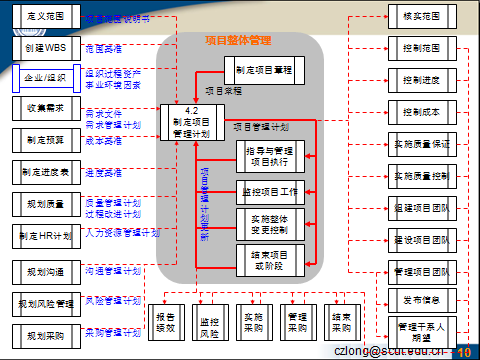 定义范围
项目范围说明书
创建WBS
范围基准
企业/组织
组织过程资产
事业环境因素
收集需求
需求文件
需求管理计划
制定预算
成本基准
制定进度表
进度基准
规划质量
质量管理计划
过程改进计划
制定HR计划
人力资源管理计划
规划沟通
沟通管理计划
规划风险管理
风险管理计划
规划采购
采购管理计划
项目整体管理
制定项目章程
项目章程
4.2
制定项目
管理计划
项目管理计划
指导与管理
项目执行
监控项目工作
实施整体
变更控制
结束项目
或阶段
项目管理计划更新
报告
绩效
监控
风险
实施
采购
管理
采购
结束
采购
核实范围
控制范围
控制进度
控制成本
实施质量保证
实施质量控制
组建项目团队
建设项目团队
管理项目团队
发布信息
管理干系人
期望
czlong@scut.edu.cn
10